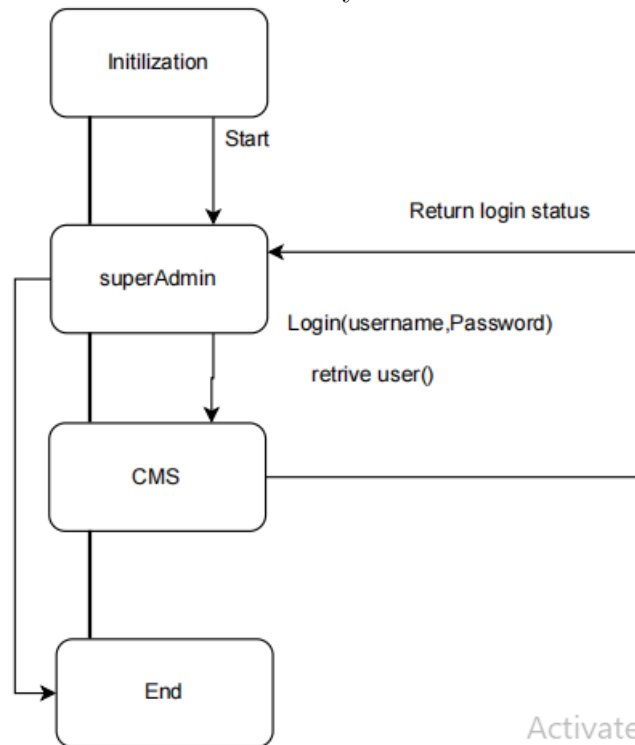 Initilization
Start
Return login status
superAdmin
Login(username,Password)
retrive user()
CMS
End
Activate